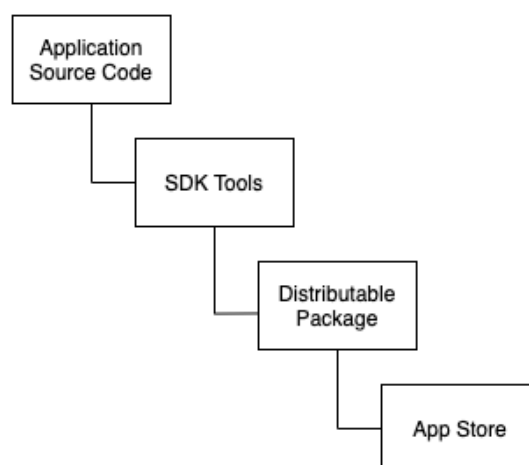 Application
Source Code
SDK Tools
Distributable
Package
App Store